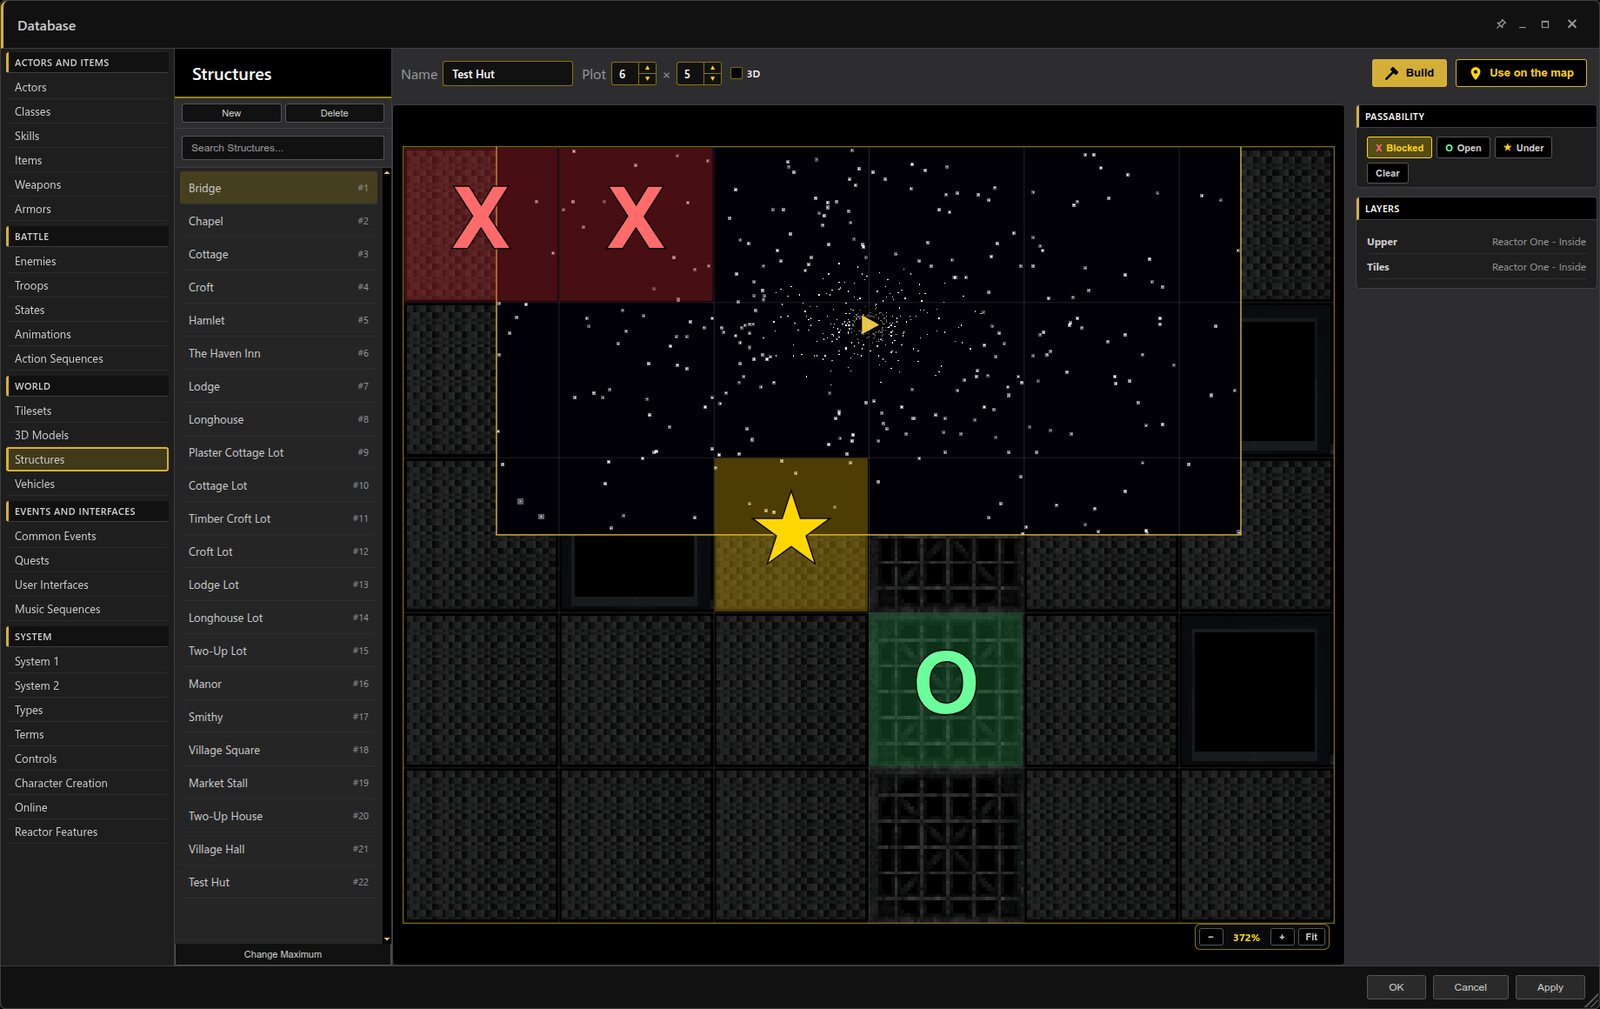 Database
ACTORS AND ITEMS
Actors
Classes
Skills
Items
Weapons
Armors
BATTLE
Enemies
Troops
States
Animations
Action Sequences
WORLD
Tilesets
3D Models
Structures
Vehicles
EVENTS AND INTERFACES
Common Events
Quests
User Interfaces
Music Sequences
SYSTEM
System 1
System 2
Types
Terms
Controls
Character Creation
Online
Reactor Features
Structures
New Delete
Search Structures...
Bridge #1
Chapel #2
Cottage #3
Croft #4
Hamlet #5
The Haven Inn #6
Lodge #7
Longhouse #8
Plaster Cottage Lot #9
Cottage Lot #10
Timber Croft Lot #11
Croft Lot #12
Lodge Lot #13
Longhouse Lot #14
Two-Up Lot #15
Manor #16
Smithy #17
Village Square #18
Market Stall #19
Two-Up House #20
Village Hall #21
Test Hut #22
Change Maximum
Name Test Hut Plot 6 × 5 3D
Build Use on the map
X X
O
− 372% + Fit
PASSABILITY
X Blocked O Open ★ Under
Clear
LAYERS
Upper Reactor One - Inside
Tiles Reactor One - Inside
OK Cancel Apply